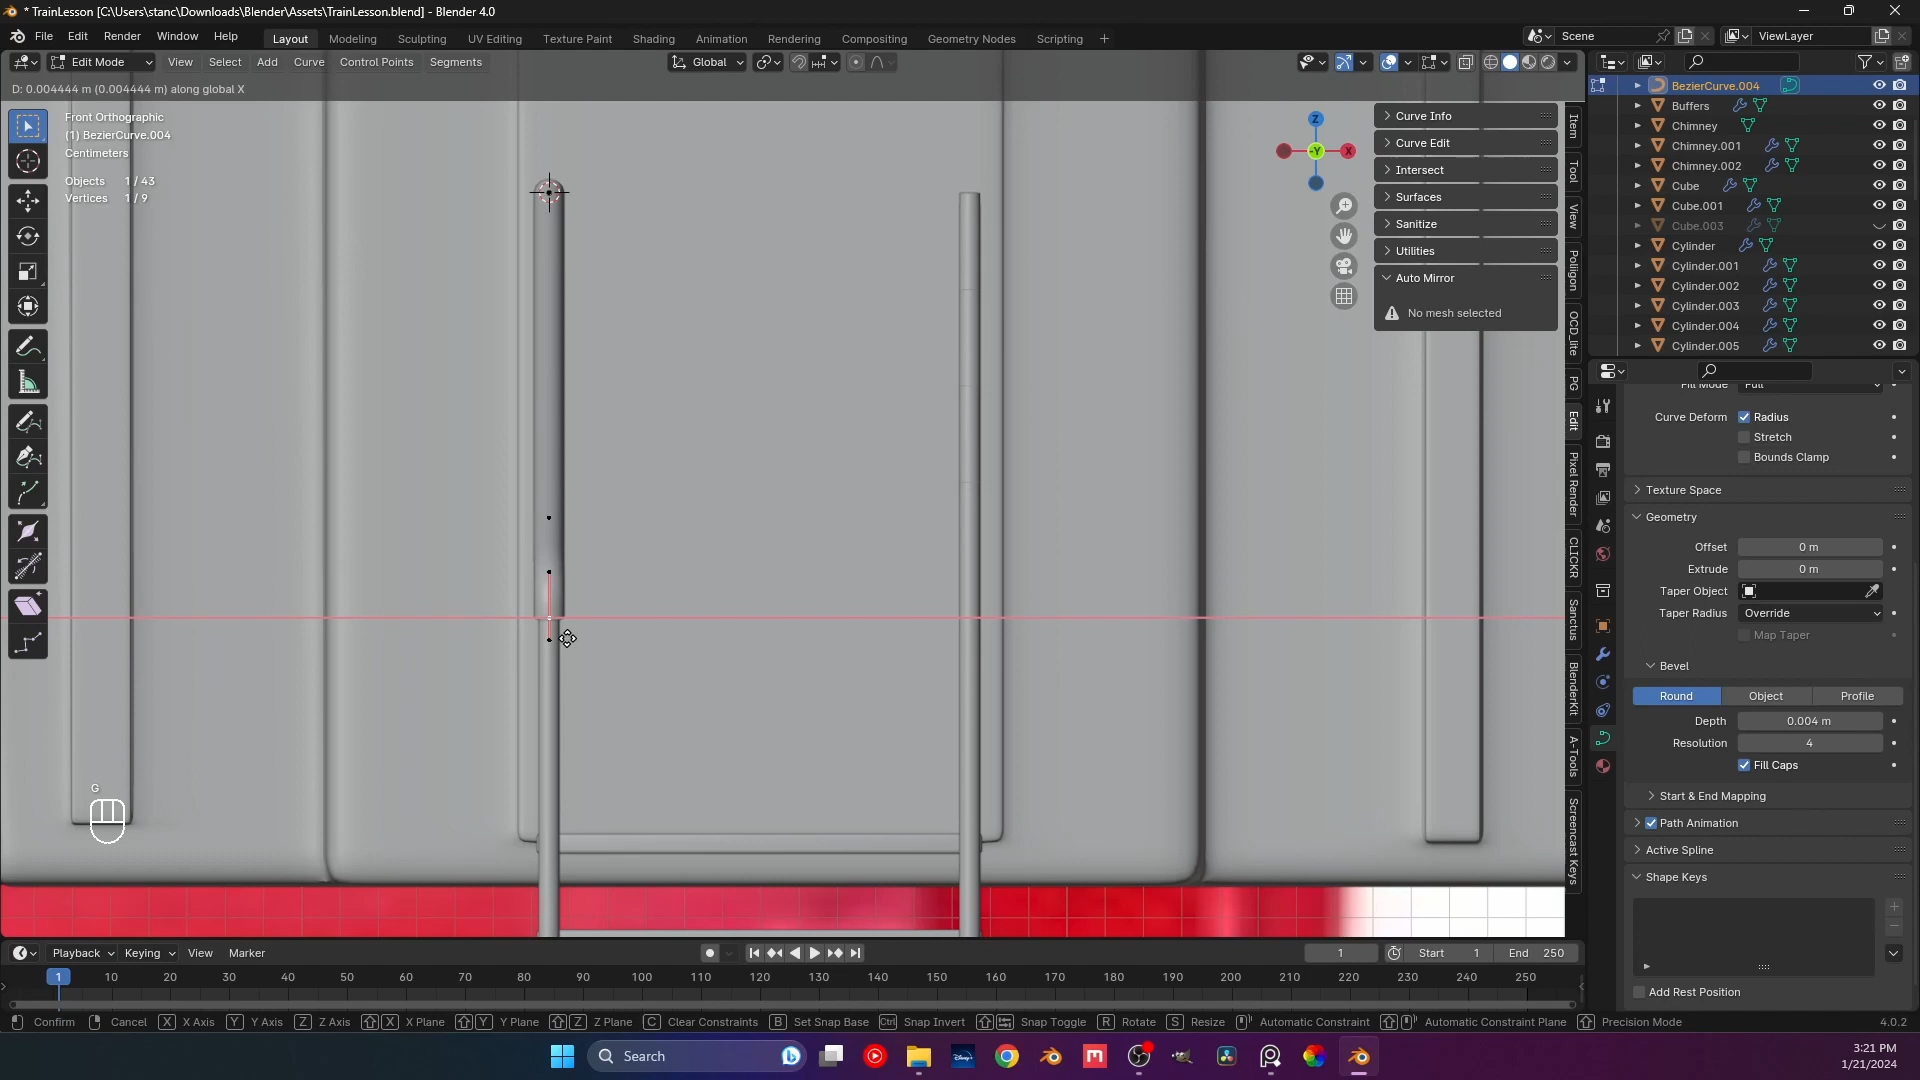 * TrainLesson [C:\Users\stanc\Downloads\Blender\Assets\TrainLesson.blend] - Blender 4.0
File Edit Render Window Help
Layout Modeling Sculpting UV Editing Texture Paint Shading Animation Rendering Compositing Geometry Nodes Scripting +
Scene
ViewLayer
Edit Mode View Select Add Curve Control Points Segments
Global
D: 0.004444 m (0.004444 m) along global X
Front Orthographic
(1) BezierCurve.004
Centimeters
Objects 1 / 43
Vertices 1 / 9
Z
X
-Y
Curve Info
Curve Edit
Intersect
Surfaces
Sanitize
Utilities
Auto Mirror
No mesh selected
Item
Tool
View
Poliigon
OCD_lite
PG
Edit
Pixel Render
CLICKR
Sanctus
BlenderKit
A-Tools
Screencast Keys
BezierCurve.004
Buffers
Chimney
Chimney.001
Chimney.002
Cube
Cube.001
Cube.003
Cylinder
Cylinder.001
Cylinder.002
Cylinder.003
Cylinder.004
Cylinder.005
Fill Mode Full
Curve Deform Radius
Stretch
Bounds Clamp
Texture Space
Geometry
Offset 0 m
Extrude 0 m
Taper Object
Taper Radius Override
Map Taper
Bevel
Round Object Profile
Depth 0.004 m
Resolution 4
Fill Caps
Start & End Mapping
Path Animation
Active Spline
Shape Keys
Add Rest Position
G
Playback Keying View Marker
1
Start 1 End 250
1 10 20 30 40 50 60 70 80 90 100 110 120 130 140 150 160 170 180 190 200 210 220 230 240 250
Confirm Cancel X X Axis Y Y Axis Z Z Axis X X Plane Y Y Plane Z Z Plane C Clear Constraints B Set Snap Base Ctrl Snap Invert Snap Toggle R Rotate S Resize Automatic Constraint Automatic Constraint Plane Precision Mode 4.0.2
Search
Disney+
3:21 PM
1/21/2024